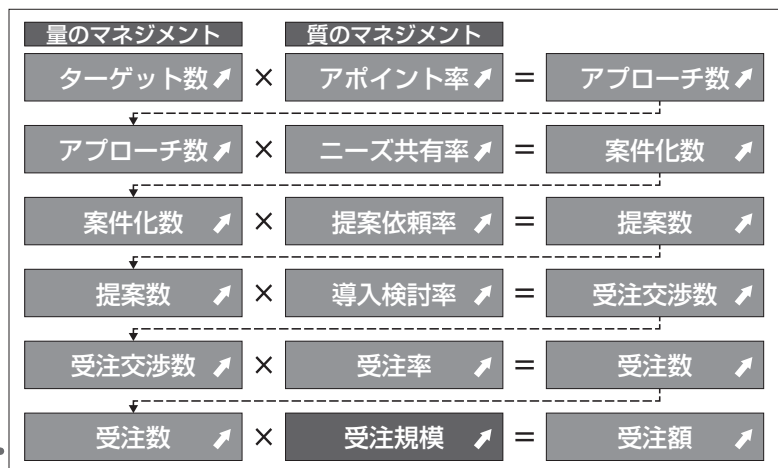 量のマネジメント 質のマネジメント
ターゲット数 × アポイント率 = アプローチ数
アプローチ数 × ニーズ共有率 = 案件化数
案件化数 × 提案依頼率 = 提案数
提案数 × 導入検討率 = 受注交渉数
受注交渉数 × 受注率 = 受注数
受注数 × 受注規模 = 受注額